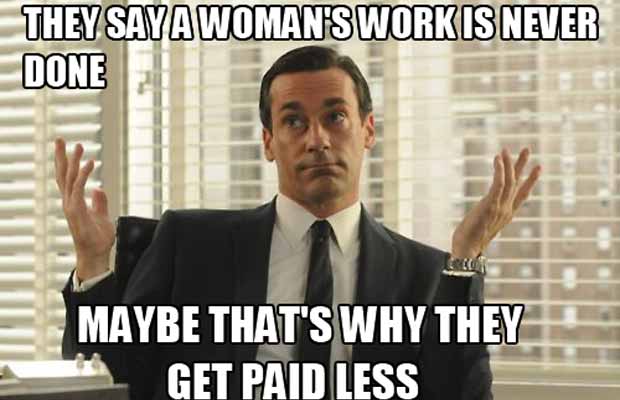 THEY SAY A WOMAN'S WORK IS NEVER
DONE
MAYBE THAT'S WHY THEY
GET PAID LESS